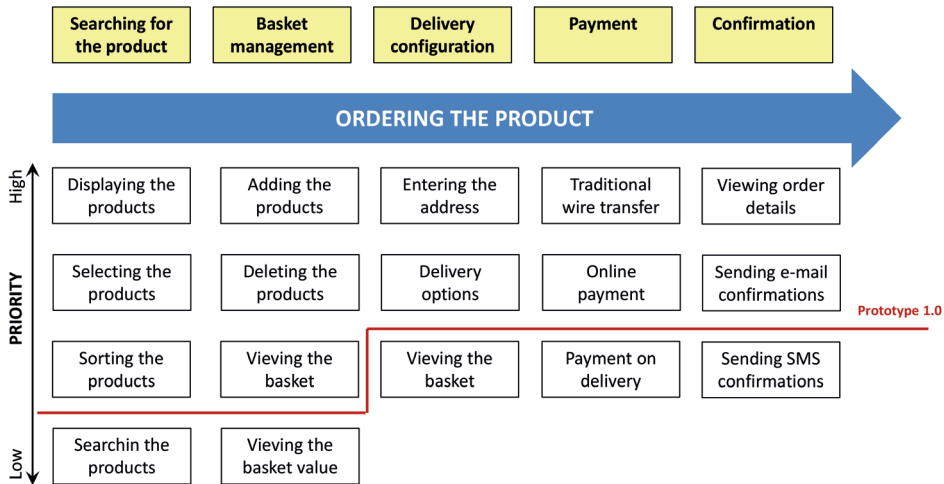 Searching for
the product
Basket
management
Delivery
configuration
Payment
Confirmation
ORDERING THE PRODUCT
High
PRIORITY
Low
Displaying the
products
Adding the
products
Entering the
address
Traditional
wire transfer
Viewing order
details
Selecting the
products
Deleting the
products
Delivery
options
Online
payment
Sending e-mail
confirmations
Prototype 1.0
Sorting the
products
Vieving the
basket
Vieving the
basket
Payment on
delivery
Sending SMS
confirmations
Searchin the
products
Vieving the
basket value